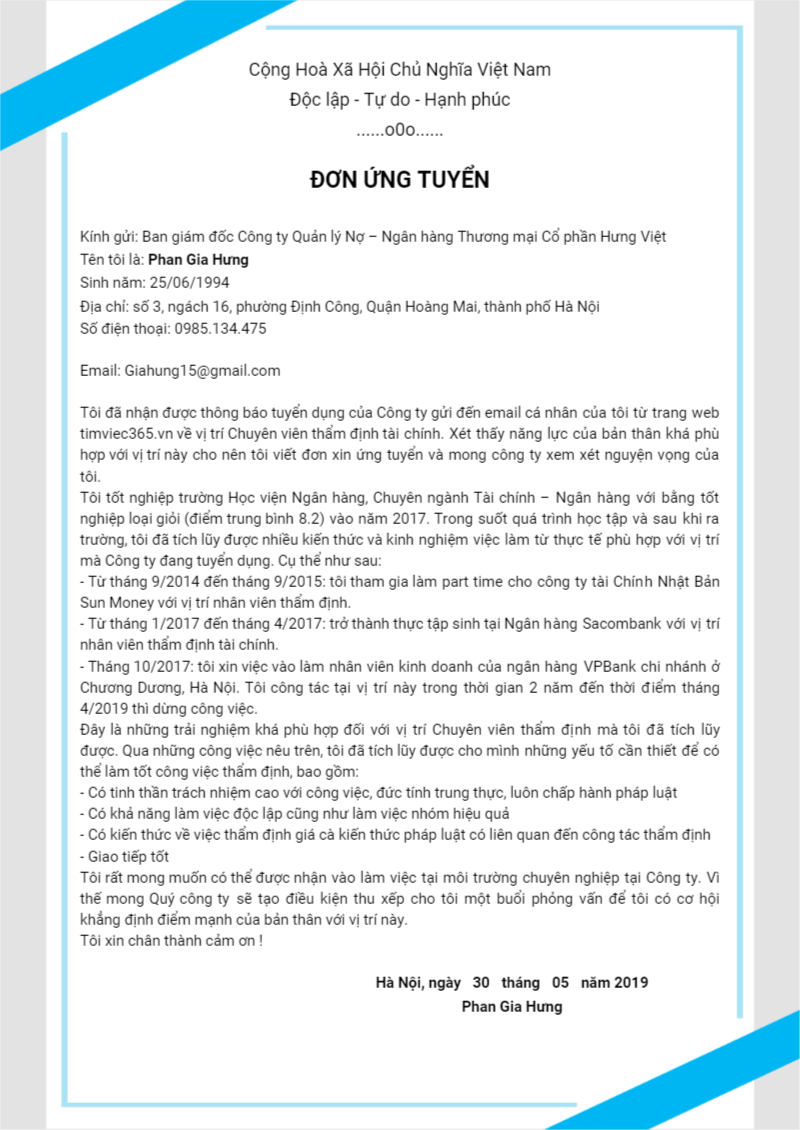 Cộng Hoà Xã Hội Chủ Nghĩa Việt Nam
Độc lập - Tự do - Hạnh phúc
......o0o......
ĐƠN ỨNG TUYỂN
Kính gửi: Ban giám đốc Công ty Quản lý Nợ – Ngân hàng Thương mại Cổ phần Hưng Việt
Tên tôi là: Phan Gia Hưng
Sinh năm: 25/06/1994
Địa chỉ: số 3, ngách 16, phường Định Công, Quận Hoàng Mai, thành phố Hà Nội
Số điện thoại: 0985.134.475
Email: Giahung15@gmail.com
Tôi đã nhận được thông báo tuyển dụng của Công ty gửi đến email cá nhân của tôi từ trang web
timviec365.vn về vị trí Chuyên viên thẩm định tài chính. Xét thấy năng lực của bản thân khá phù
hợp với vị trí này cho nên tôi viết đơn xin ứng tuyển và mong công ty xem xét nguyện vọng của
tôi.
Tôi tốt nghiệp trường Học viện Ngân hàng, Chuyên ngành Tài chính – Ngân hàng với bằng tốt
nghiệp loại giỏi (điểm trung bình 8.2) vào năm 2017. Trong suốt quá trình học tập và sau khi ra
trường, tôi đã tích lũy được nhiều kiến thức và kinh nghiệm việc làm từ thực tế phù hợp với vị trí
mà Công ty đang tuyển dụng. Cụ thể như sau:
- Từ tháng 9/2014 đến tháng 9/2015: tôi tham gia làm part time cho công ty tài Chính Nhật Bản
Sun Money với vị trí nhân viên thẩm định.
- Từ tháng 1/2017 đến tháng 4/2017: trở thành thực tập sinh tại Ngân hàng Sacombank với vị trí
nhân viên thẩm định tài chính.
- Tháng 10/2017: tôi xin việc vào làm nhân viên kinh doanh của ngân hàng VPBank chi nhánh ở
Chương Dương, Hà Nội. Tôi công tác tại vị trí này trong thời gian 2 năm đến thời điểm tháng
4/2019 thì dừng công việc.
Đây là những trải nghiệm khá phù hợp đối với vị trí Chuyên viên thẩm định mà tôi đã tích lũy
được. Qua những công việc nêu trên, tôi đã tích lũy được cho mình những yếu tố cần thiết để có
thể làm tốt công việc thẩm định, bao gồm:
- Có tinh thần trách nhiệm cao với công việc, đức tính trung thực, luôn chấp hành pháp luật
- Có khả năng làm việc độc lập cũng như làm việc nhóm hiệu quả
- Có kiến thức về việc thẩm định giá cà kiến thức pháp luật có liên quan đến công tác thẩm định
- Giao tiếp tốt
Tôi rất mong muốn có thể được nhận vào làm việc tại môi trường chuyên nghiệp tại Công ty. Vì
thế mong Quý công ty sẽ tạo điều kiện thu xếp cho tôi một buổi phỏng vấn để tôi có cơ hội
khẳng định điểm mạnh của bản thân với vị trí này.
Tôi xin chân thành cảm ơn !
Hà Nội, ngày 30 tháng 05 năm 2019
Phan Gia Hưng